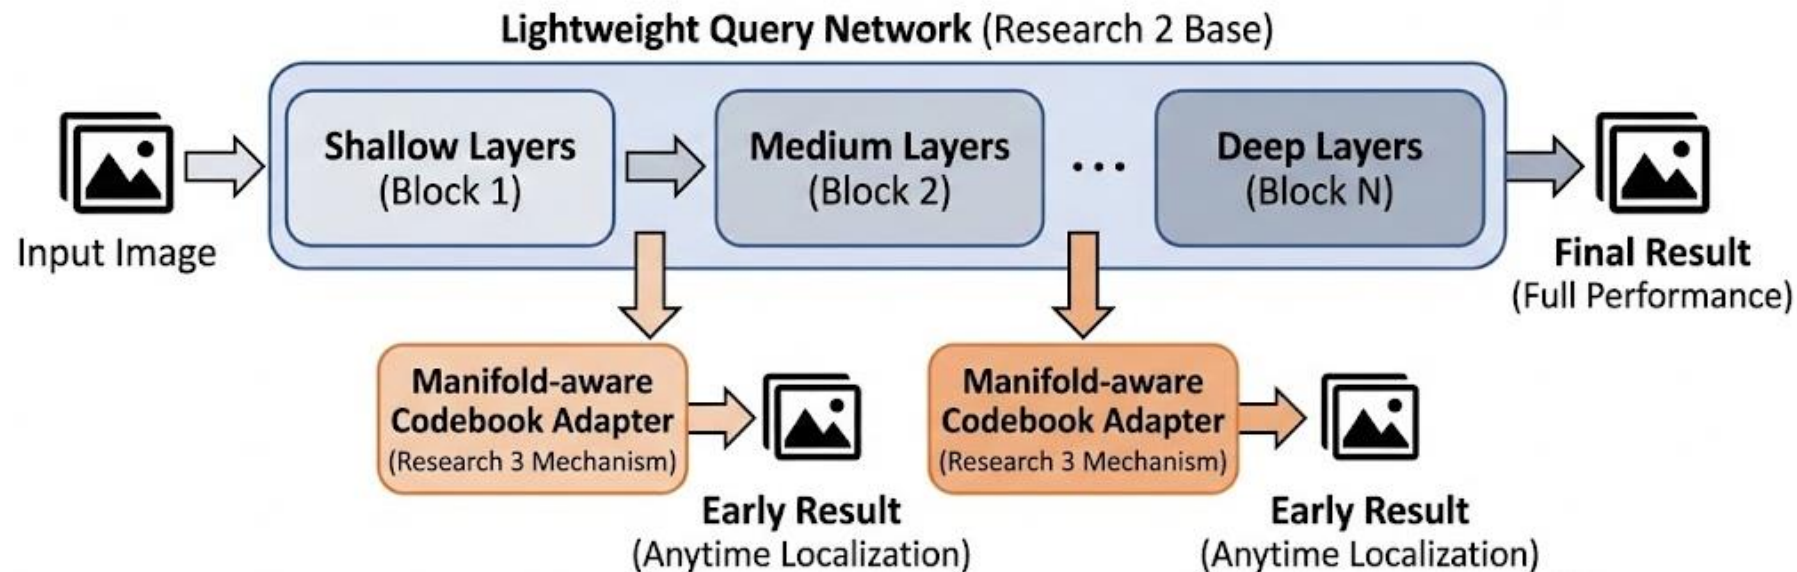 Lightweight Query Network (Research 2 Base)
Shallow Layers
(Block 1)
Medium Layers
(Block 2)
...
Deep Layers
(Block N)
Input Image
Final Result
(Full Performance)
Manifold-aware
Codebook Adapter
(Research 3 Mechanism)
Early Result
(Anytime Localization)
Manifold-aware
Codebook Adapter
(Research 3 Mechanism)
Early Result
(Anytime Localization)